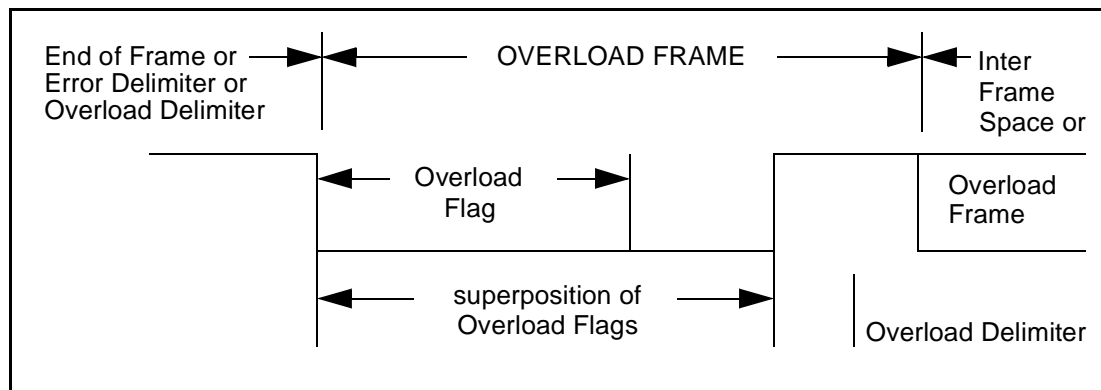 End of Frame or
Error Delimiter or
Overload Delimiter
OVERLOAD FRAME
Inter
Frame
Space or
Overload
Flag
Overload
Frame
superposition of
Overload Flags
Overload Delimiter